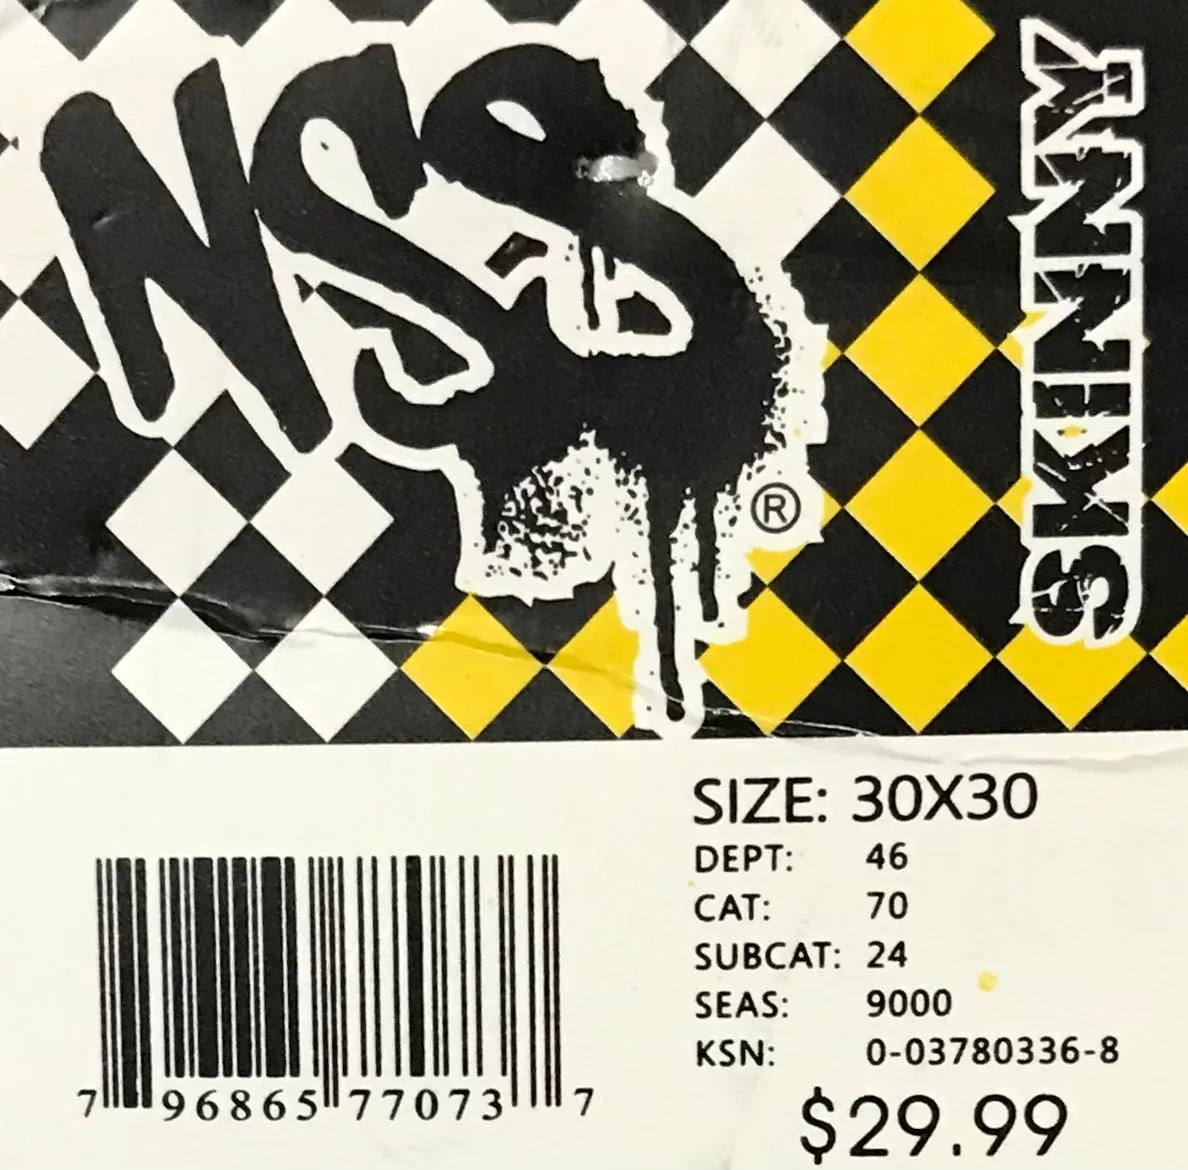 NSS
®
SKINNY
SIZE: 30X30
DEPT: 46
CAT: 70
SUBCAT: 24
SEAS: 9000
KSN: 0-03780336-8
$29.99
7 96865 77073 7